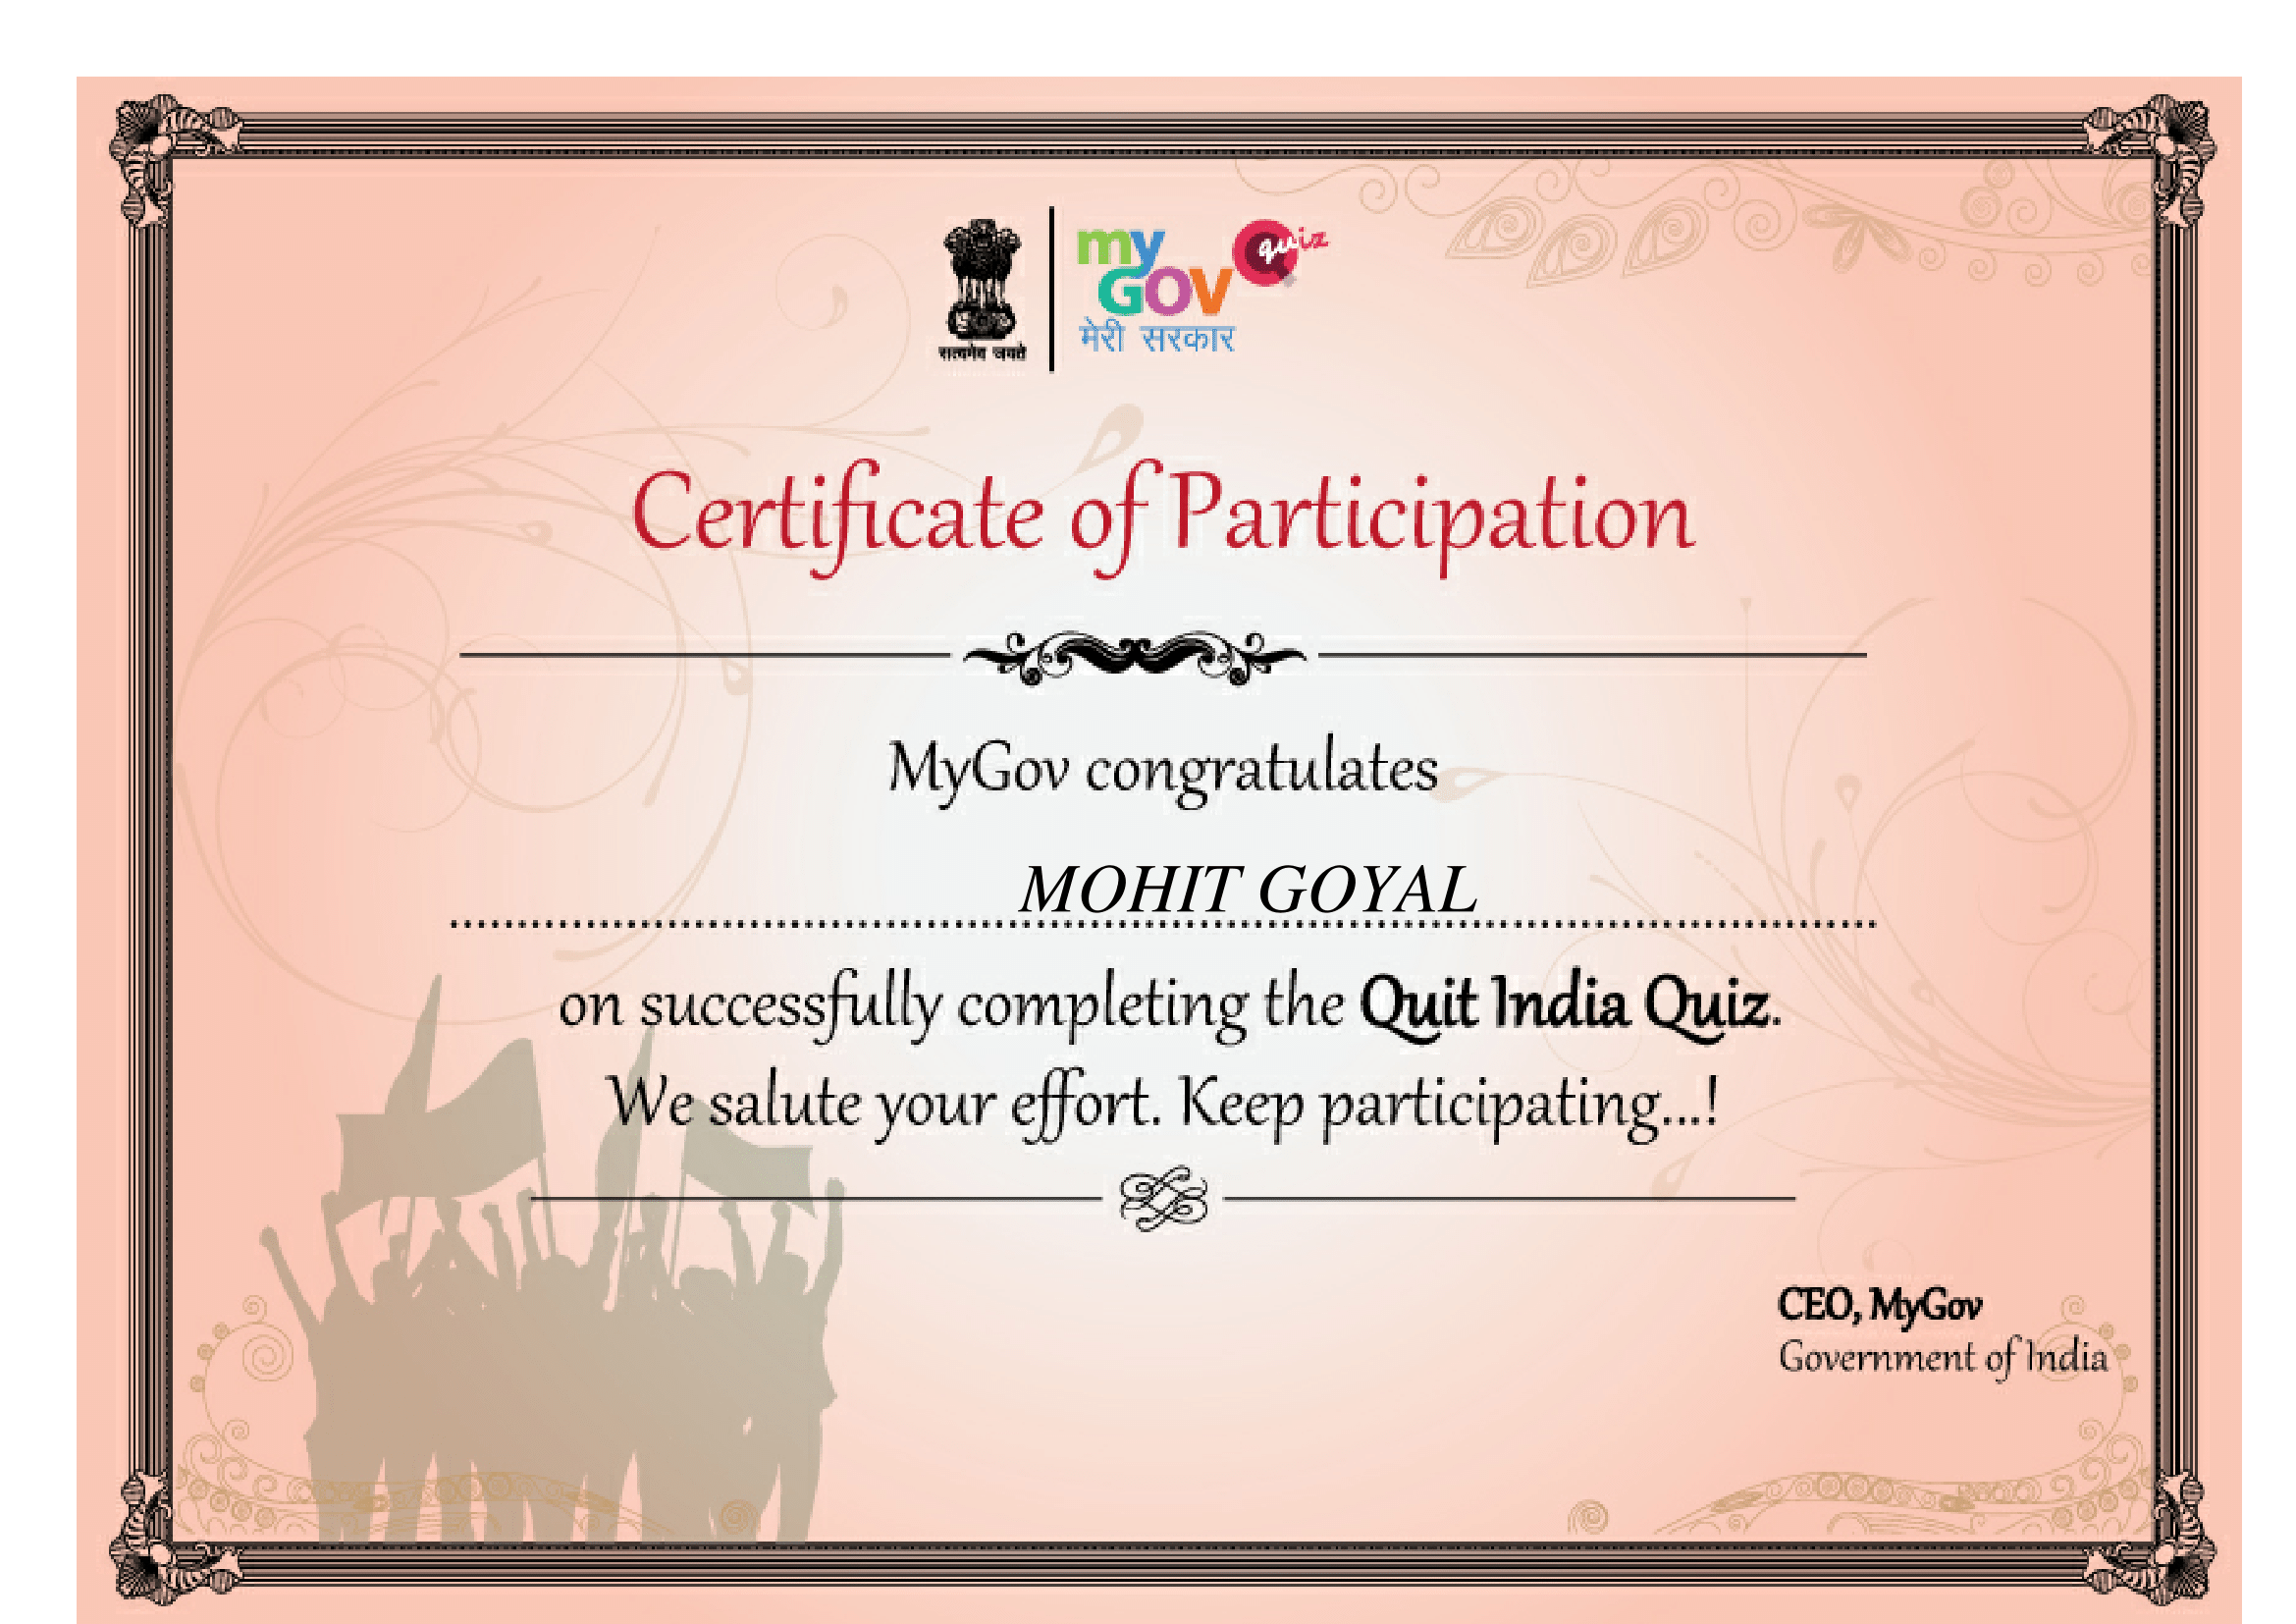 सत्यमेव जयते
my
GOV
quiz
मेरी सरकार
Certificate of Participation
MyGov congratulates
MOHIT GOYAL
on successfully completing the Quit India Quiz.
We salute your effort. Keep participating...!
CEO, MyGov
Government of India